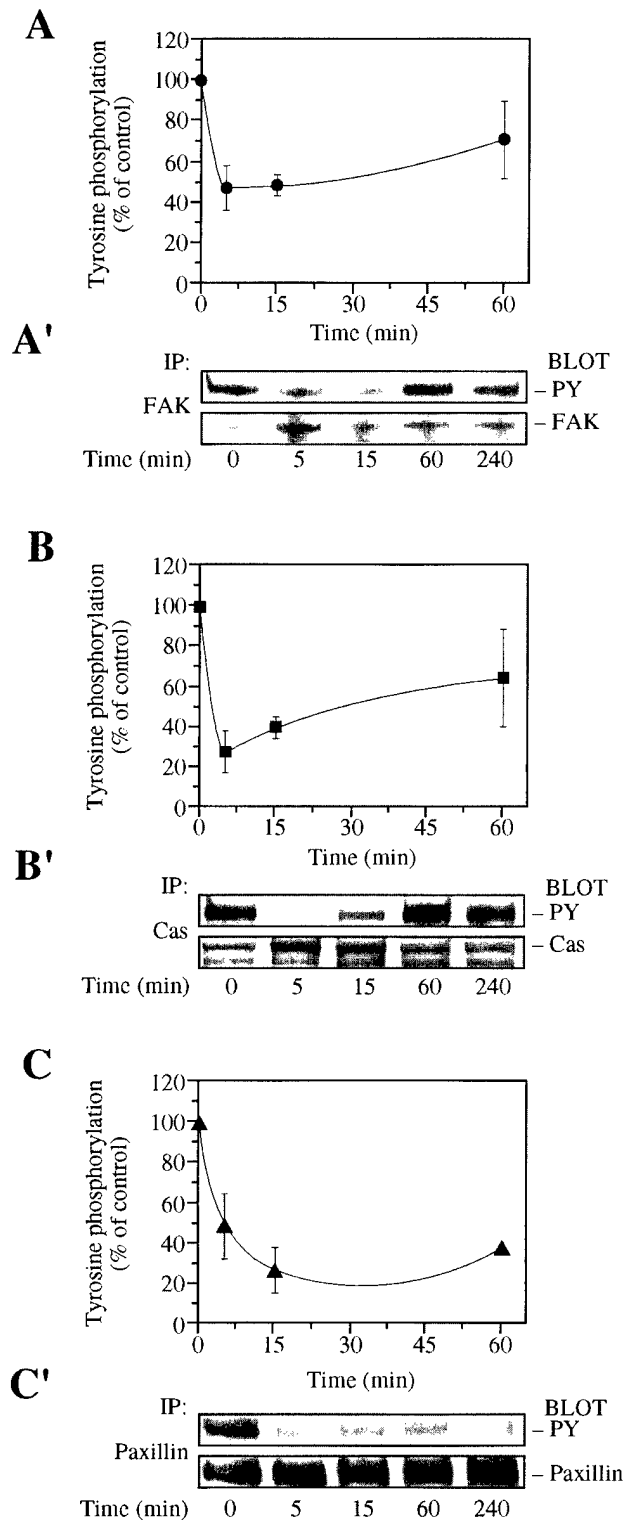 A
Tyrosine phosphorylation
(% of control)
120
100
80
60
40
20
0
0 15 30 45 60
Time (min)
A'
IP: BLOT
FAK
– PY
– FAK
Time (min) 0 5 15 60 240
B
Tyrosine phosphorylation
(% of control)
120
100
80
60
40
20
0
0 15 30 45 60
Time (min)
B'
IP: BLOT
Cas
– PY
– Cas
Time (min) 0 5 15 60 240
C
Tyrosine phosphorylation
(% of control)
120
100
80
60
40
20
0
0 15 30 45 60
Time (min)
C'
IP: BLOT
Paxillin
– PY
– Paxillin
Time (min) 0 5 15 60 240